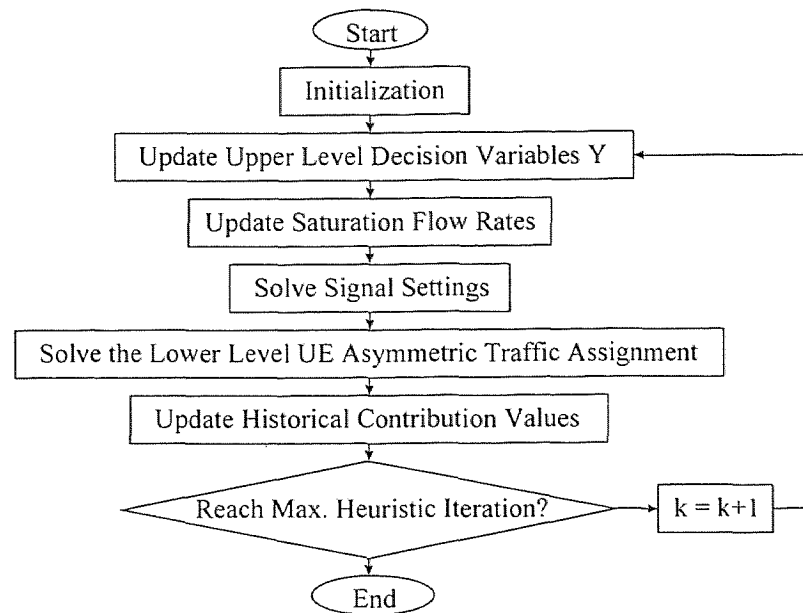 Start
Initialization
Update Upper Level Decision Variables Y
Update Saturation Flow Rates
Solve Signal Settings
Solve the Lower Level UE Asymmetric Traffic Assignment
Update Historical Contribution Values
Reach Max. Heuristic Iteration?
k = k+1
End